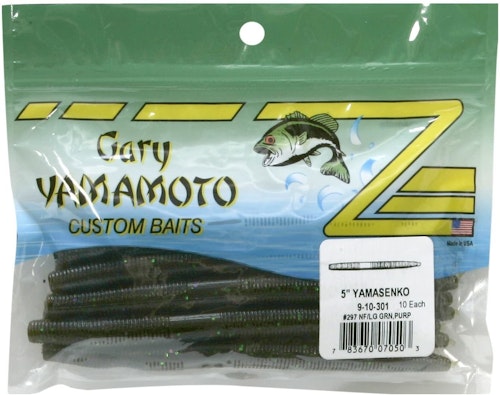 Gary
YAMAMOTO
CUSTOM BAITS
Made in USA
5" YAMASENKO
9-10-301 10 Each
#297 NF/LG GRN,PURP
7 83670 07050 3